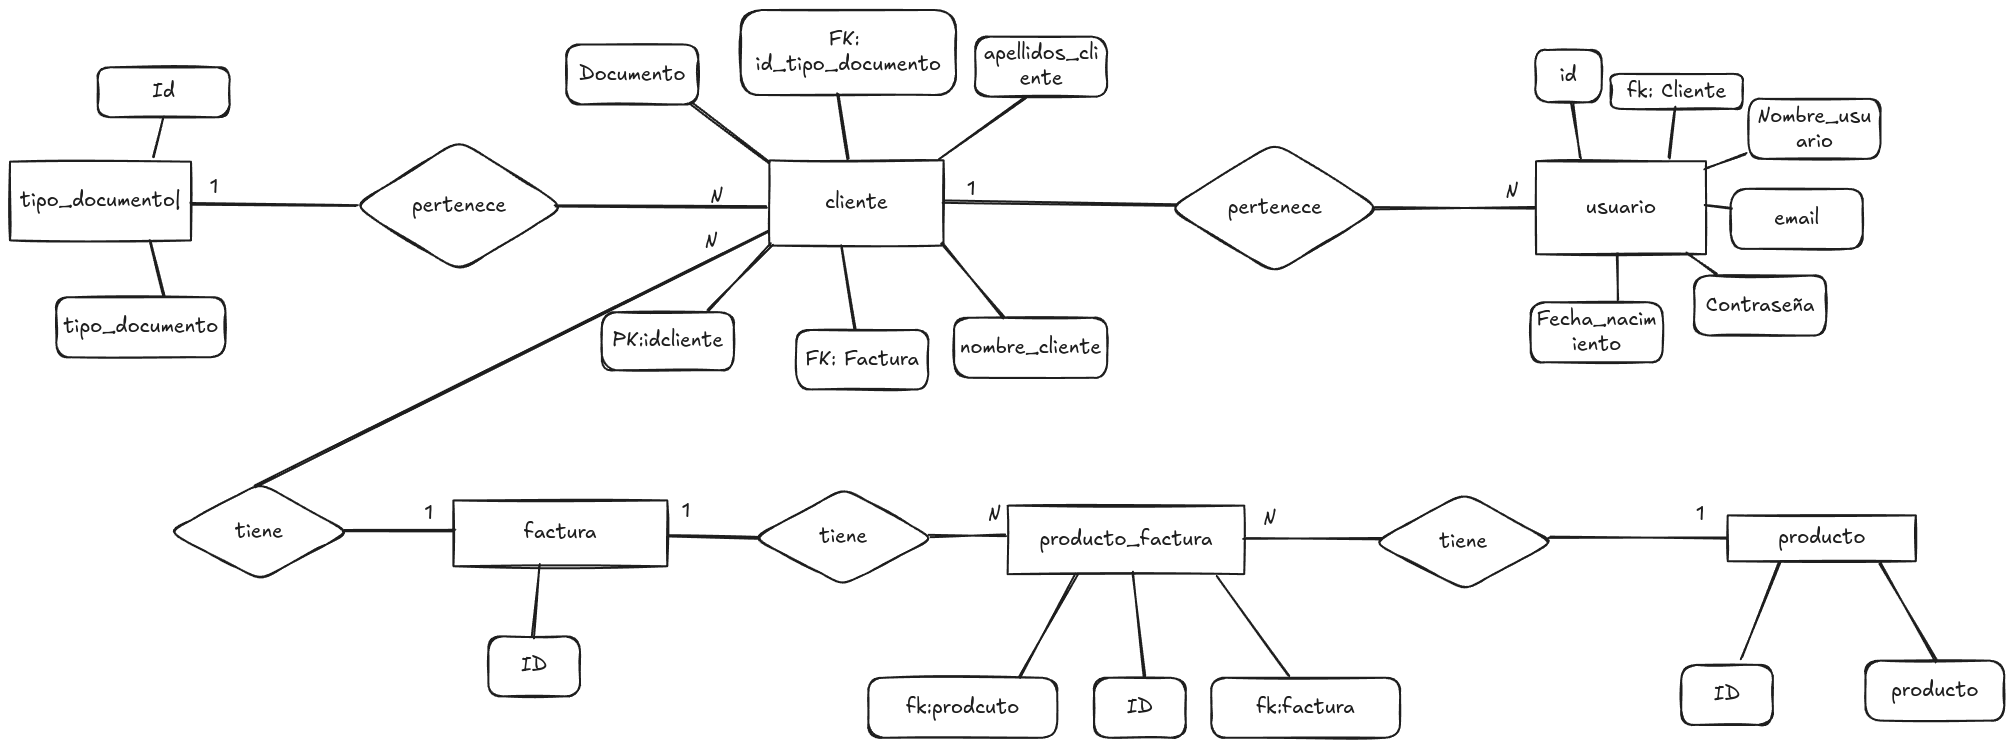 FK:
id_tipo_documento
Documento
apellidos_cli
ente
id
fk: Cliente
Nombre_usu
ario
Id
tipo_documento|
1
pertenece
N
cliente
1
pertenece
N
usuario
email
N
tipo_documento
PK:idcliente
FK: Factura
nombre_cliente
Fecha_nacim
iento
Contraseña
tiene
1
factura
1
tiene
N
producto_factura
N
tiene
1
producto
ID
fk:prodcuto
ID
fk:factura
ID
producto